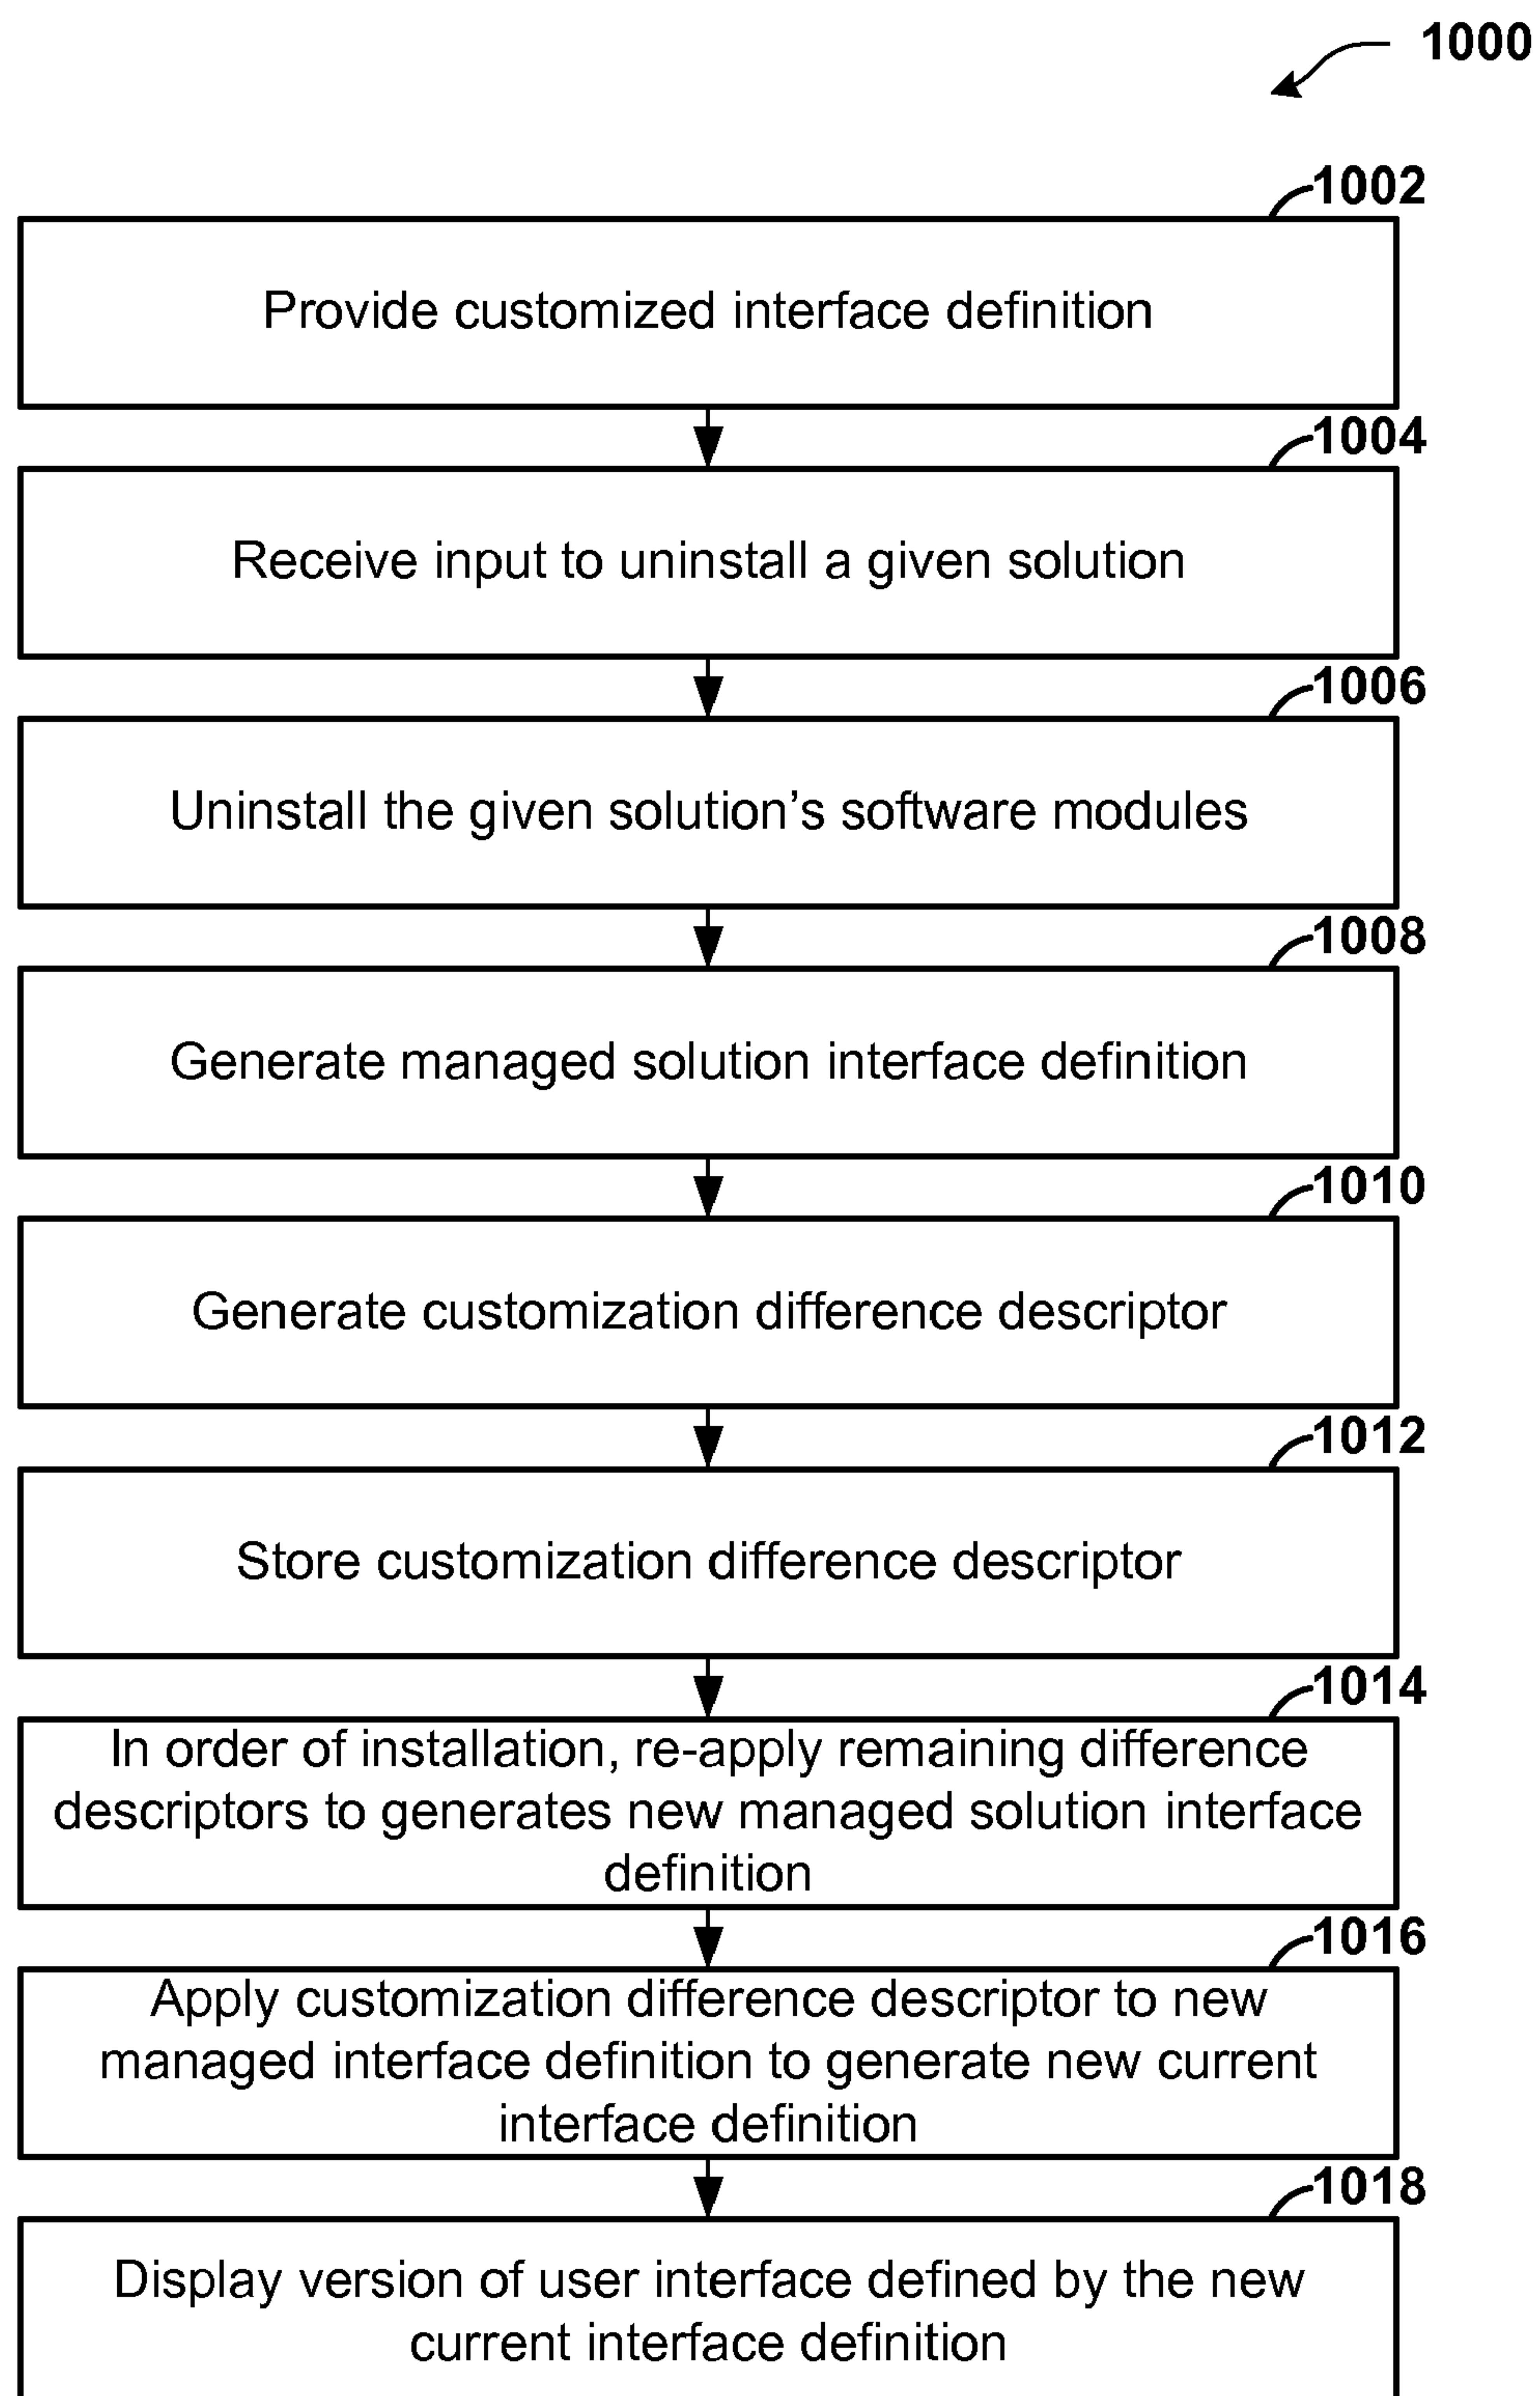 1000
1002
Provide customized interface definition
1004
Receive input to uninstall a given solution
1006
Uninstall the given solution’s software modules
1008
Generate managed solution interface definition
1010
Generate customization difference descriptor
1012
Store customization difference descriptor
1014
In order of installation, re-apply remaining difference
descriptors to generates new managed solution interface
definition
1016
Apply customization difference descriptor to new
managed interface definition to generate new current
interface definition
1018
Display version of user interface defined by the new
current interface definition